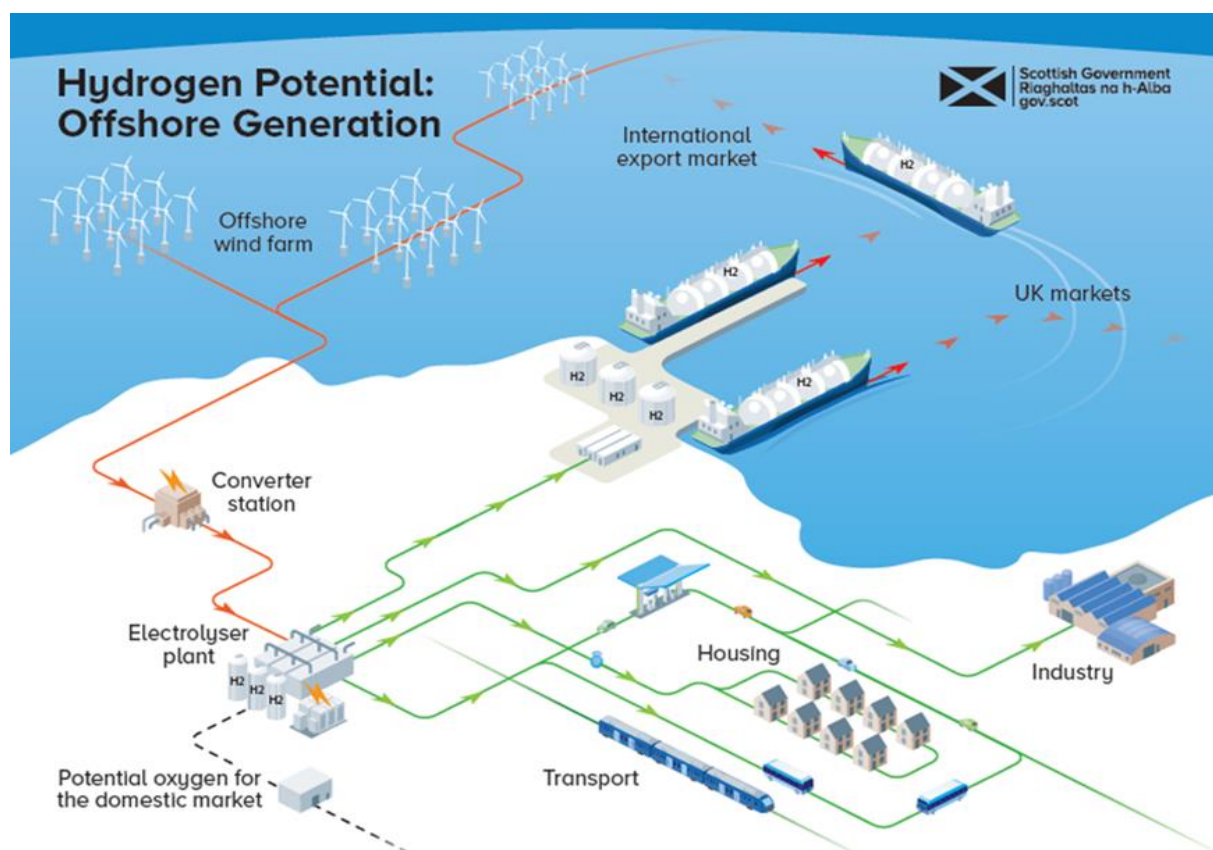 Hydrogen Potential:
Offshore Generation
Scottish Government
Riaghaltas na h-Alba
gov.scot
International
export market
H2
Offshore
wind farm
H2
UK markets
H2
H2
H2
H2
Converter
station
Electrolyser
plant
H2
H2
H2
Housing
Industry
Transport
Potential oxygen for
the domestic market